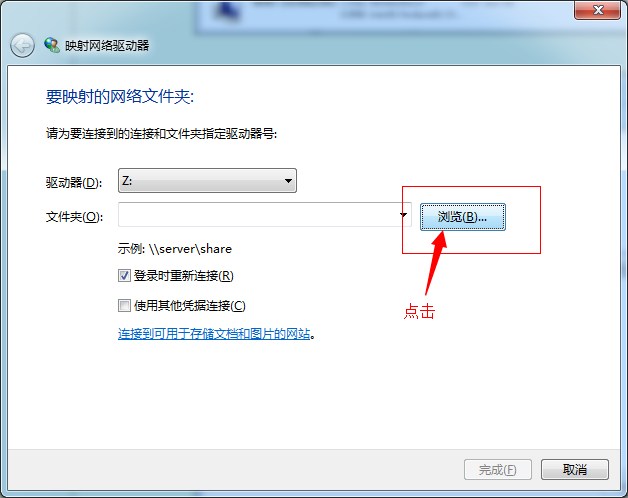 映射网络驱动器
要映射的网络文件夹:
请为要连接到的连接和文件夹指定驱动器号:
驱动器(D): Z:
文件夹(O): 浏览(B)...
示例: \\server\share
登录时重新连接(R)
点击
使用其他凭据连接(C)
连接到可用于存储文档和图片的网站。
完成(F) 取消